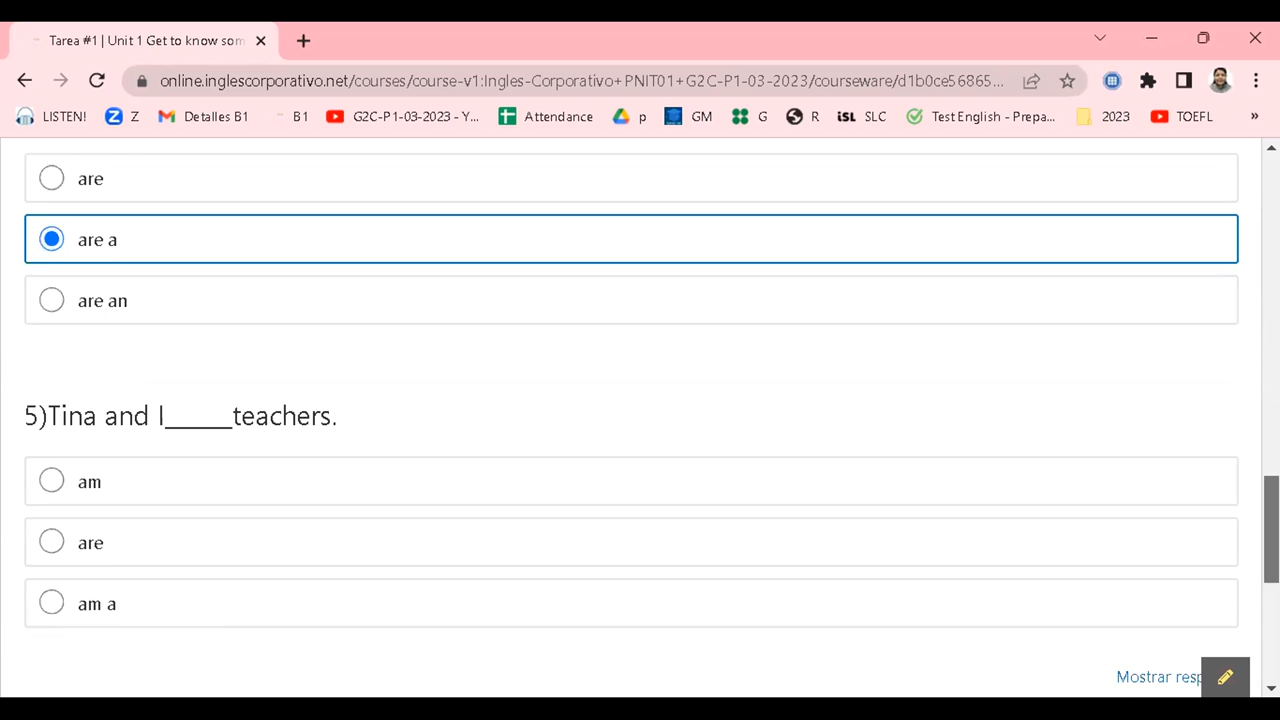 Tarea #1 | Unit 1 Get to know som
online.inglescorporativo.net/courses/course-v1:Ingles-Corporativo+PNIT01+G2C-P1-03-2023/courseware/d1b0ce56865...
LISTEN! Z Detalles B1 B1 G2C-P1-03-2023 - Y... Attendance p GM G R iSL SLC Test English - Prepa... 2023 TOEFL »
are
are a
are an
5)Tina and I_____teachers.
am
are
am a
Mostrar resp